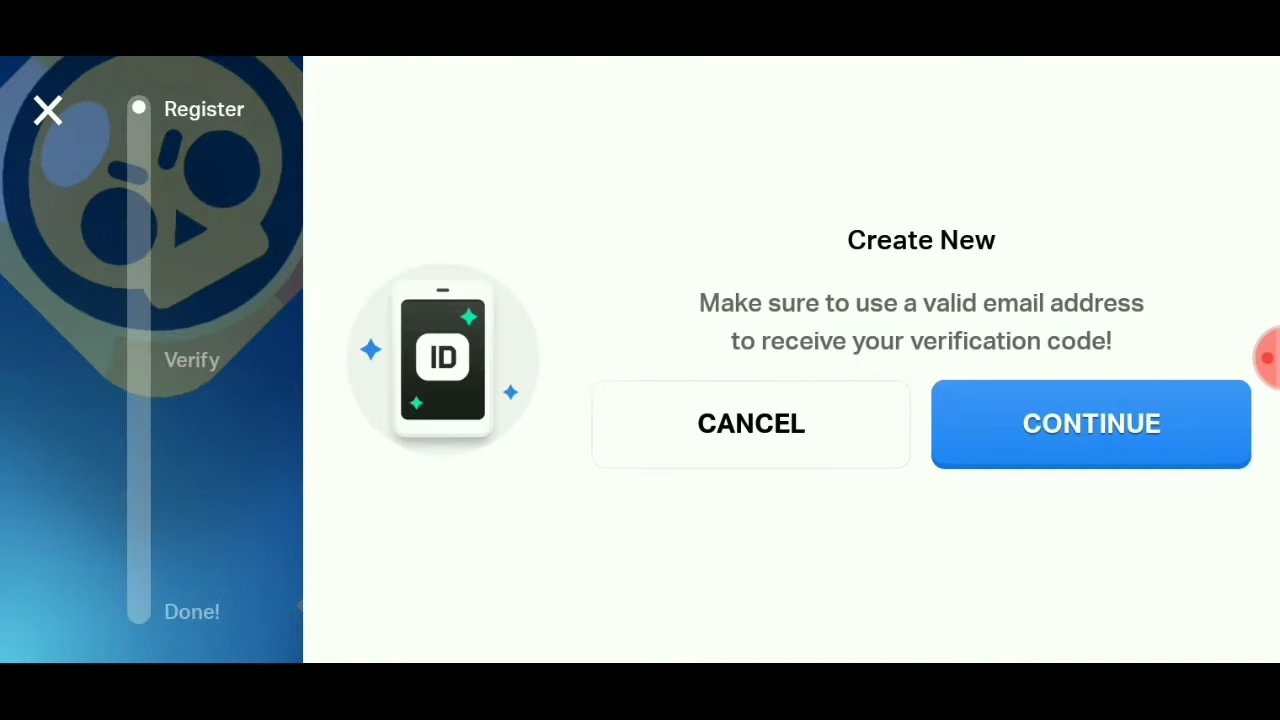 Register
Verify
Done!
ID
Create New
Make sure to use a valid email address
to receive your verification code!
CANCEL
CONTINUE